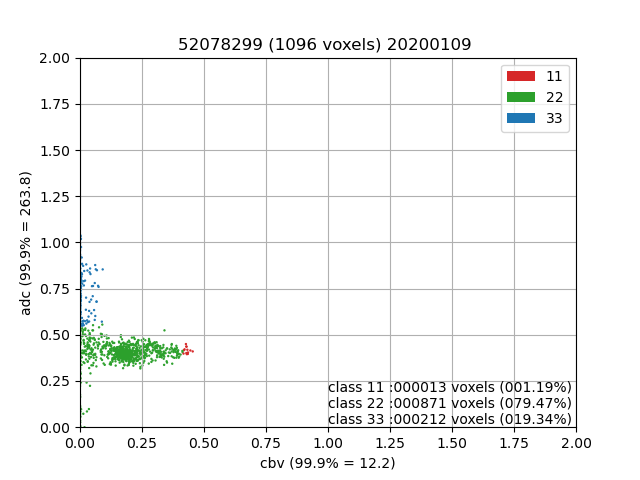 52078299 (1096 voxels) 20200109
2.00
1.75
1.50
1.25
1.00
0.75
0.50
0.25
0.00
adc (99.9% = 263.8)
11
22
33
class 11 :000013 voxels (001.19%)
class 22 :000871 voxels (079.47%)
class 33 :000212 voxels (019.34%)
0.00 0.25 0.50 0.75 1.00 1.25 1.50 1.75 2.00
cbv (99.9% = 12.2)